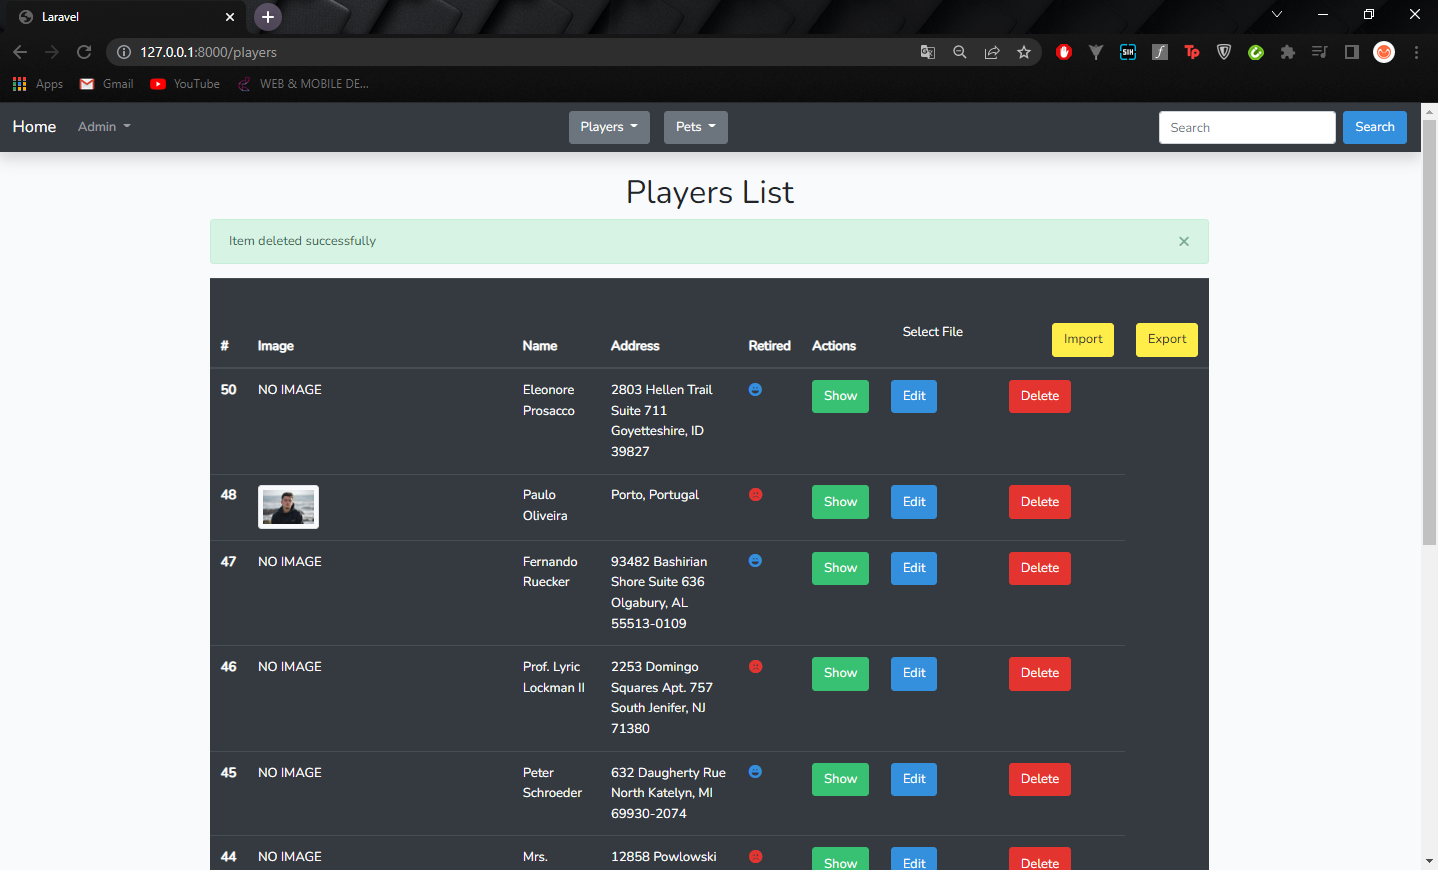 Laravel
127.0.0.1:8000/players
Apps
Gmail
YouTube
WEB & MOBILE DE...
Home
Admin
Players
Pets
Search
Search
Players List
Item deleted successfully
×
# Image Name Address Retired Actions Select File Import Export
50 NO IMAGE Eleonore 2803 Hellen Trail Show Edit Delete
Prosacco Suite 711
Goyetteshire, ID
39827
48 Paulo Porto, Portugal Show Edit Delete
Oliveira
47 NO IMAGE Fernando 93482 Bashirian Show Edit Delete
Ruecker Shore Suite 636
Olgabury, AL
55513-0109
46 NO IMAGE Prof. Lyric 2253 Domingo Show Edit Delete
Lockman II Squares Apt. 757
South Jenifer, NJ
71380
45 NO IMAGE Peter 632 Daugherty Rue Show Edit Delete
Schroeder North Katelyn, MI
69930-2074
44 NO IMAGE Mrs. 12858 Powlowski Show Edit Delete